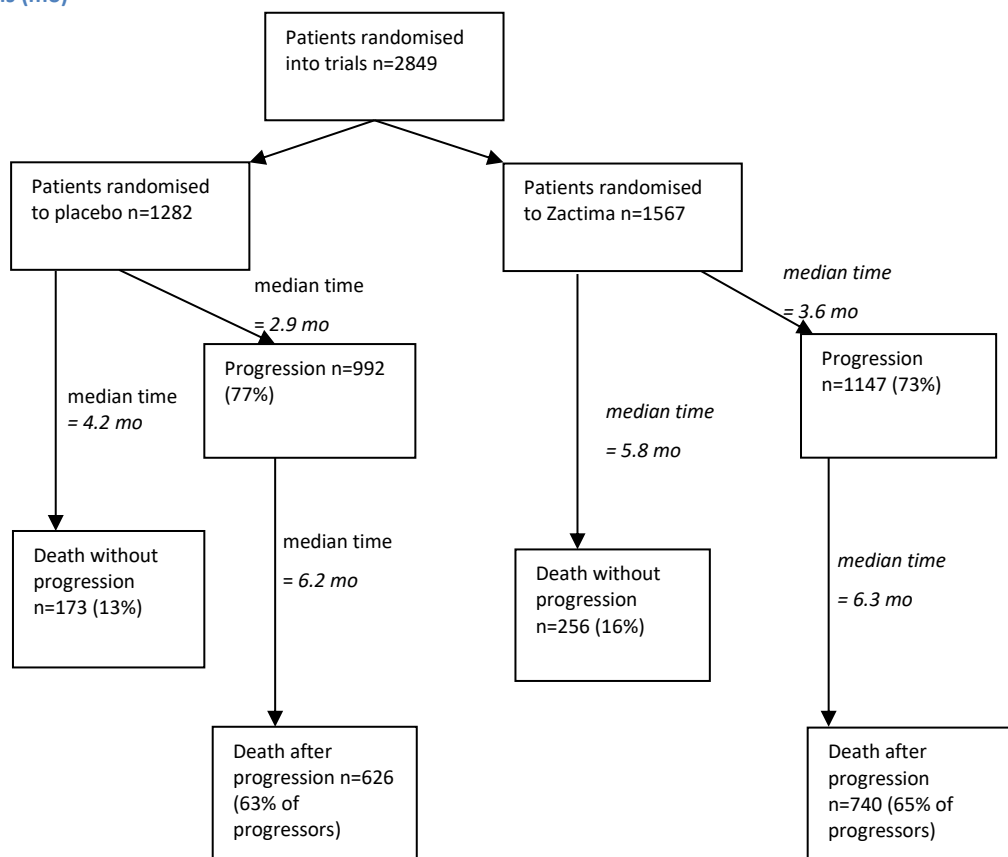 Patients randomised
into trials n=2849
Patients randomised
to placebo n=1282
Patients randomised
to Zactima n=1567
median time
= 2.9 mo
median time
= 3.6 mo
Progression n=992
(77%)
Progression
n=1147 (73%)
median time
= 4.2 mo
median time
= 5.8 mo
Death without
progression
n=173 (13%)
median time
= 6.2 mo
Death without
progression
n=256 (16%)
median time
= 6.3 mo
Death after
progression n=626
(63% of
progressors)
Death after
progression
n=740 (65% of
progressors)